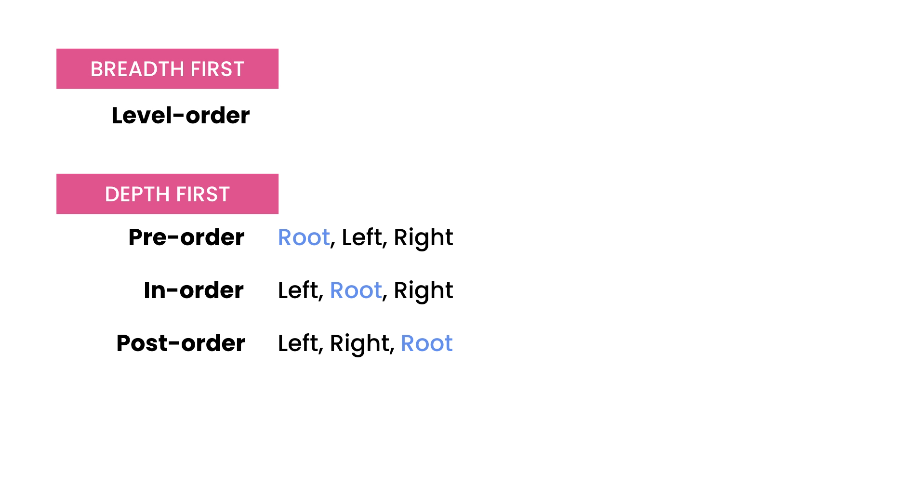 BREADTH FIRST
Level-order
DEPTH FIRST
Pre-order Root, Left, Right
In-order Left, Root, Right
Post-order Left, Right, Root